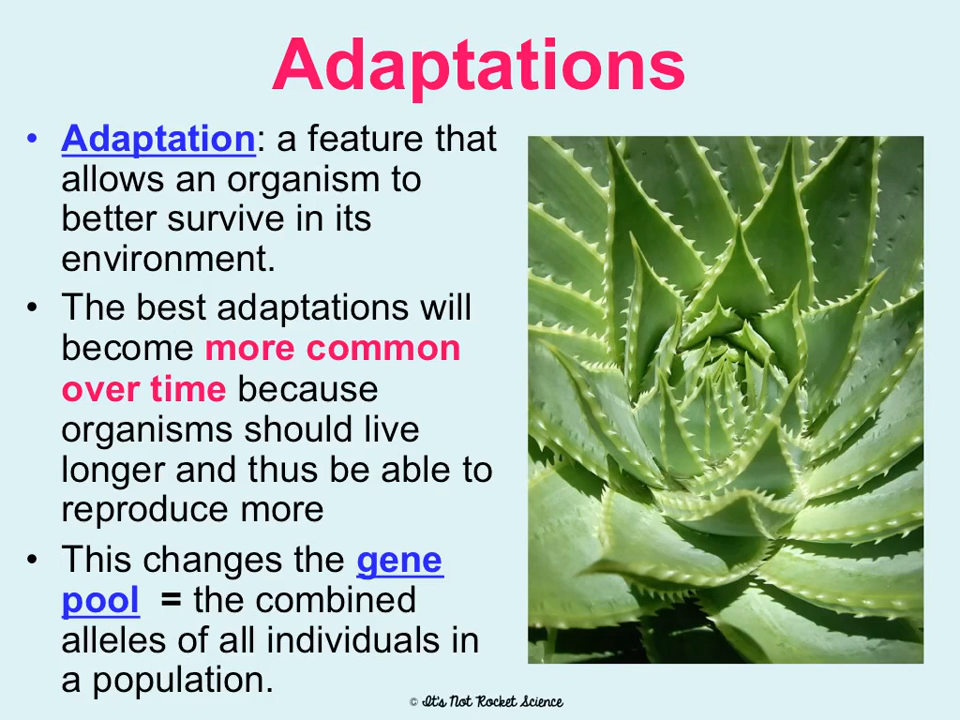 Adaptations
• Adaptation: a feature that
allows an organism to
better survive in its
environment.
• The best adaptations will
become more common
over time because
organisms should live
longer and thus be able to
reproduce more
• This changes the gene
pool = the combined
alleles of all individuals in
a population.
© It's Not Rocket Science